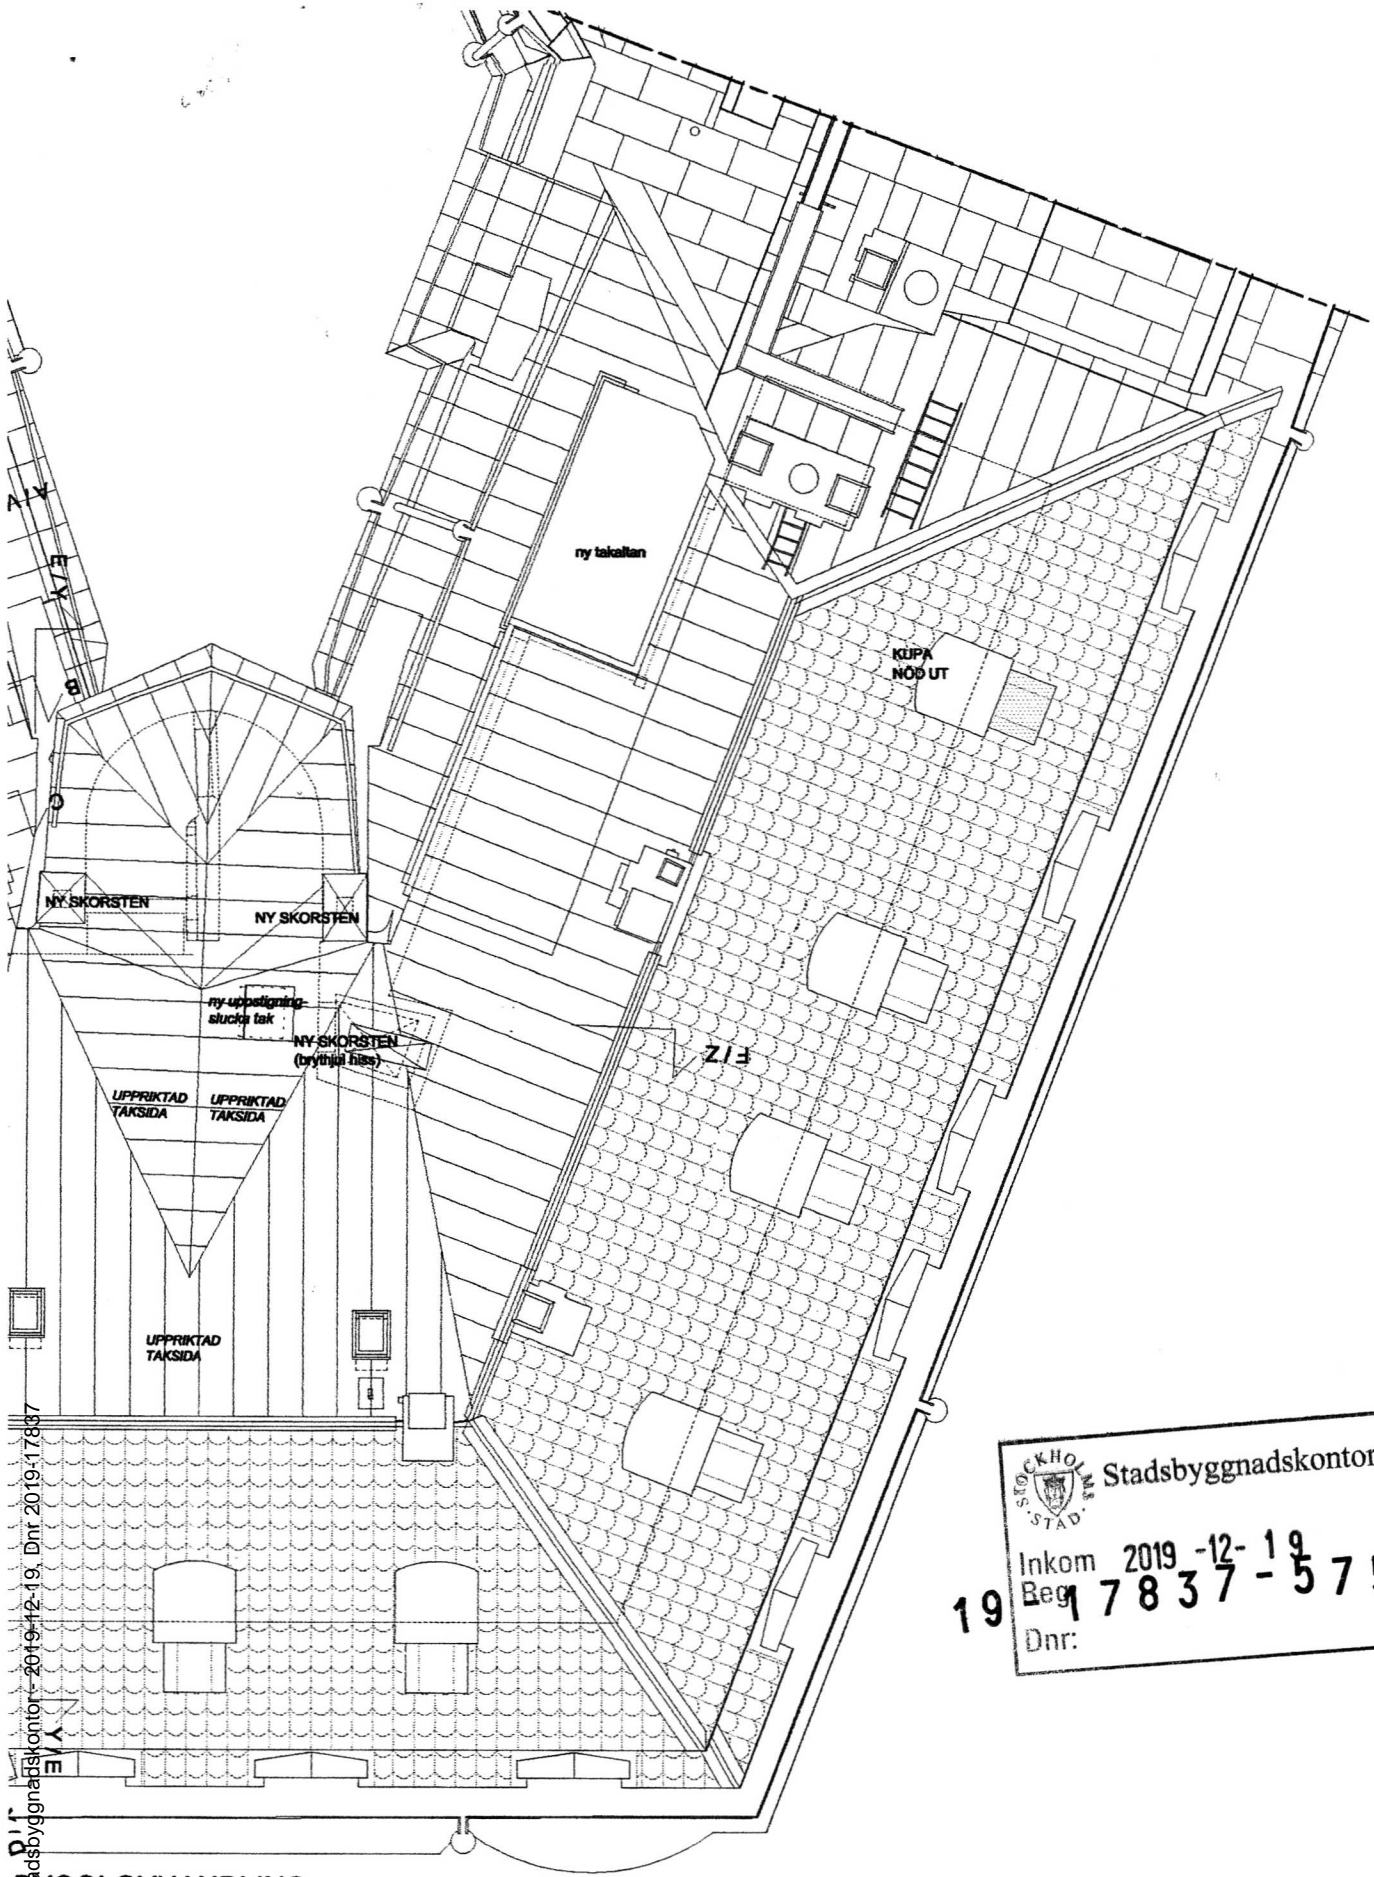 A/V
E/Y
B
C
ny takaltan
KUPA
NÖD UT
NY SKORSTEN
NY SKORSTEN
ny uppstigning-
slucka tak
NY SKORSTEN
(brythjul hiss)
F/Z
UPPRIKTAD
TAKSIDA
UPPRIKTAD
TAKSIDA
UPPRIKTAD
TAKSIDA
STOCKHOLMS
STAD
Stadsbyggnadskontor
Inkom 2019 -12- 19
Reg
19 -17837-575
Dnr:
Y/E
adsbyggnadskontor - 2019-12-19, Dnr 2019-17837